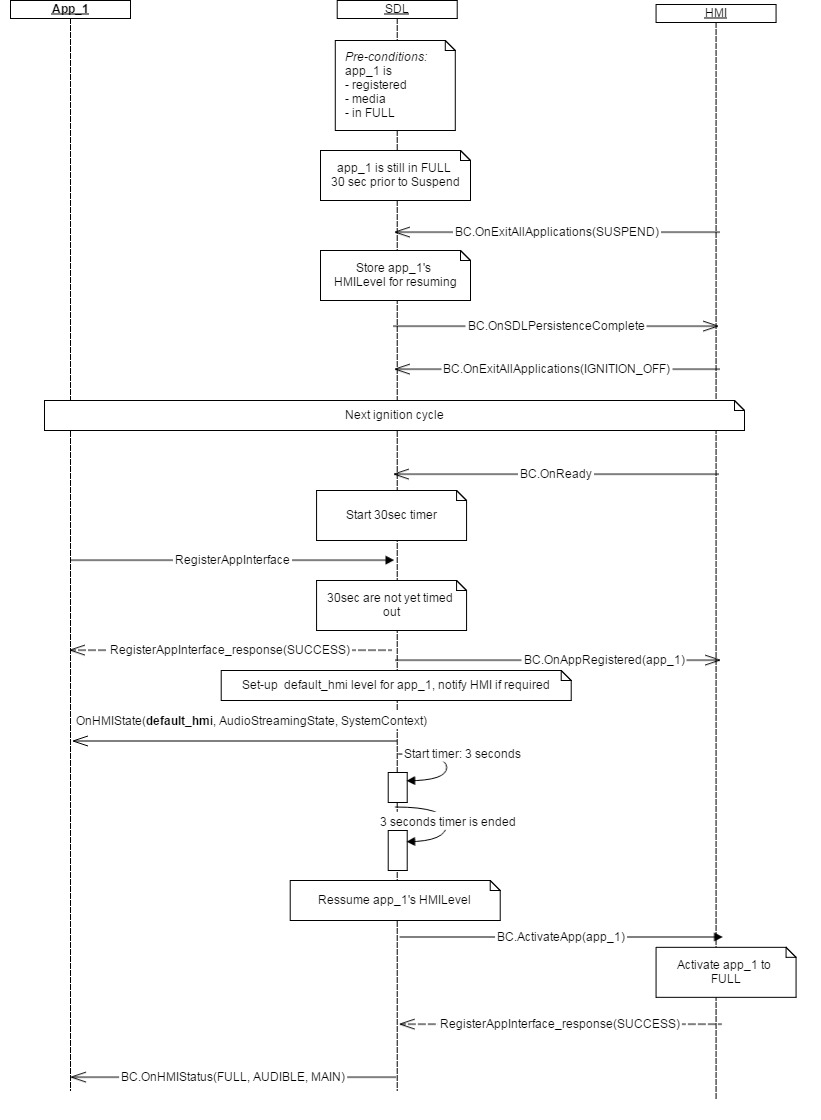 App_1
SDL
HMI
Pre-conditions:
app_1 is
- registered
- media
- in FULL
app_1 is still in FULL
30 sec prior to Suspend
BC.OnExitAllApplications(SUSPEND)
Store app_1's
HMILevel for resuming
BC.OnSDLPersistenceComplete
BC.OnExitAllApplications(IGNITION_OFF)
Next ignition cycle
BC.OnReady
Start 30sec timer
RegisterAppInterface
30sec are not yet timed
out
RegisterAppInterface_response(SUCCESS)
BC.OnAppRegistered(app_1)
Set-up default_hmi level for app_1, notify HMI if required
OnHMIState(default_hmi, AudioStreamingState, SystemContext)
Start timer: 3 seconds
3 seconds timer is ended
Ressume app_1's HMILevel
BC.ActivateApp(app_1)
Activate app_1 to
FULL
RegisterAppInterface_response(SUCCESS)
BC.OnHMIStatus(FULL, AUDIBLE, MAIN)